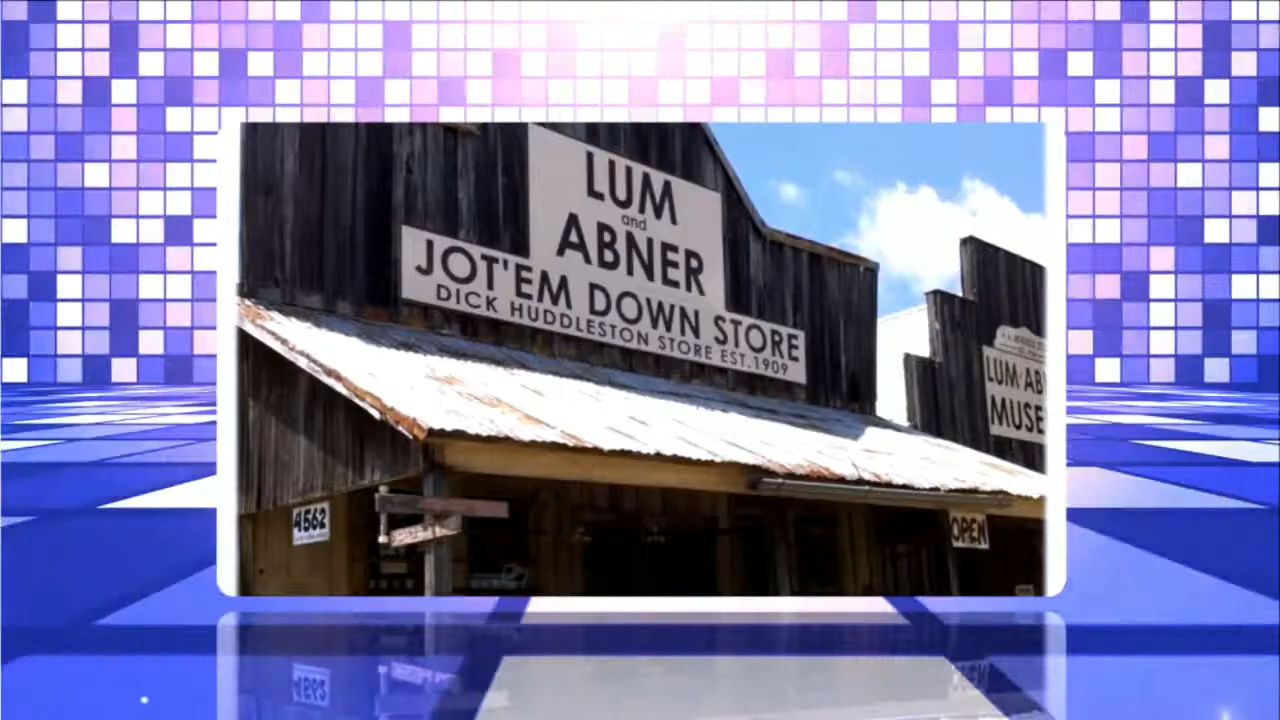 LUM
and
ABNER
JOT'EM DOWN STORE
DICK HUDDLESTON STORE EST.1909
LUM AB
MUSE
4562
OPEN